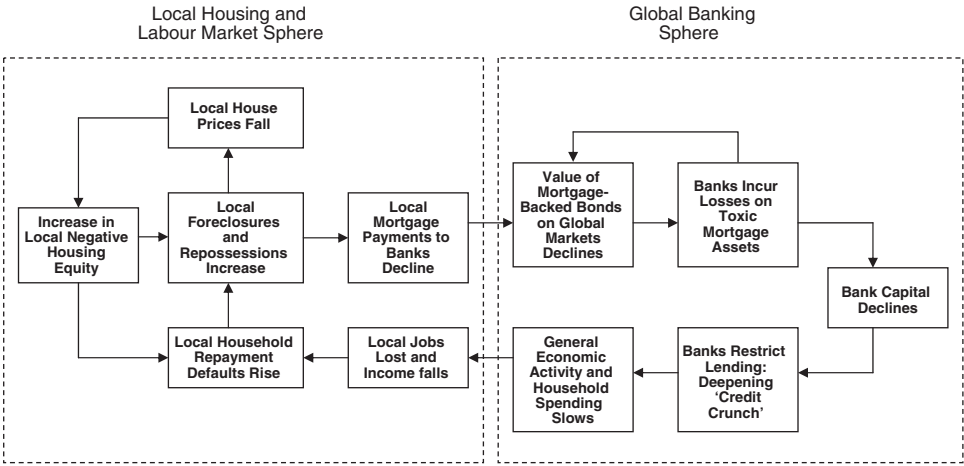 Local Housing and
Labour Market Sphere
Global Banking
Sphere
Local House
Prices Fall
Increase in
Local Negative
Housing
Equity
Local
Foreclosures
and
Repossessions
Increase
Local
Mortgage
Payments to
Banks
Decline
Value of
Mortgage-
Backed Bonds
on Global
Markets
Declines
Banks Incur
Losses on
Toxic
Mortgage
Assets
Bank Capital
Declines
Local Household
Repayment
Defaults Rise
Local Jobs
Lost and
Income falls
General
Economic
Activity and
Household
Spending
Slows
Banks Restrict
Lending:
Deepening
‘Credit
Crunch’